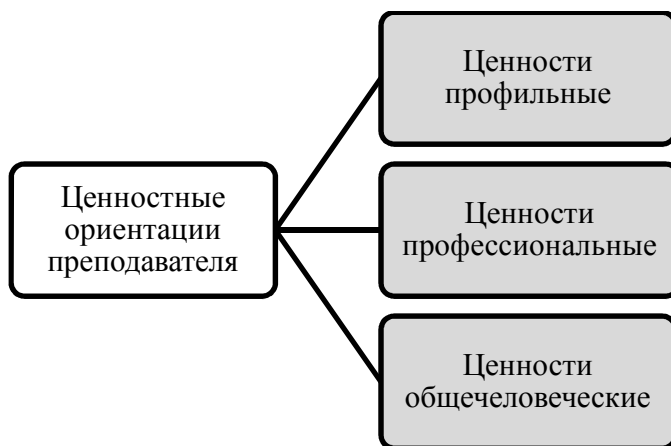 Ценности
профильные
Ценностные
ориентации
преподавателя
Ценности
профессиональные
Ценности
общечеловеческие